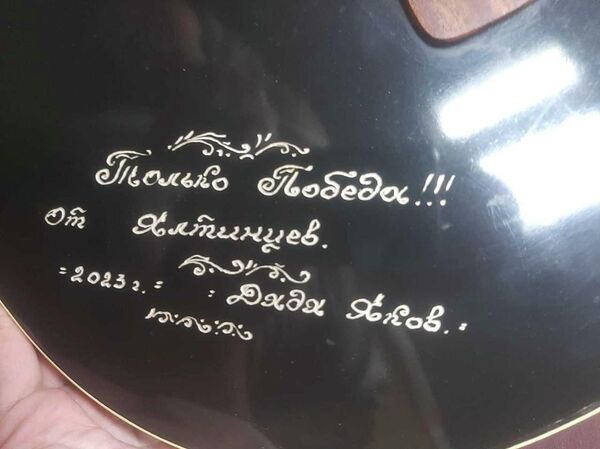 Только Победа!!!
От Ялтинцев.
=2023 г.= : Дядя Яков.=